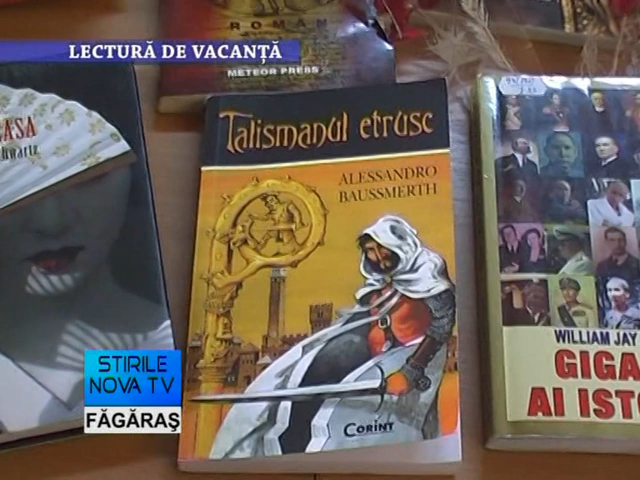 LECTURĂ DE VACANȚĂ
ROMAN
METEOR PRESS
Talismanul etrusc
ALESSANDRO
BAUSSMERTH
CORINT
WILLIAM JAY
GIGA
AI ISTO
STIRILE
NOVA TV
FĂGĂRAŞ